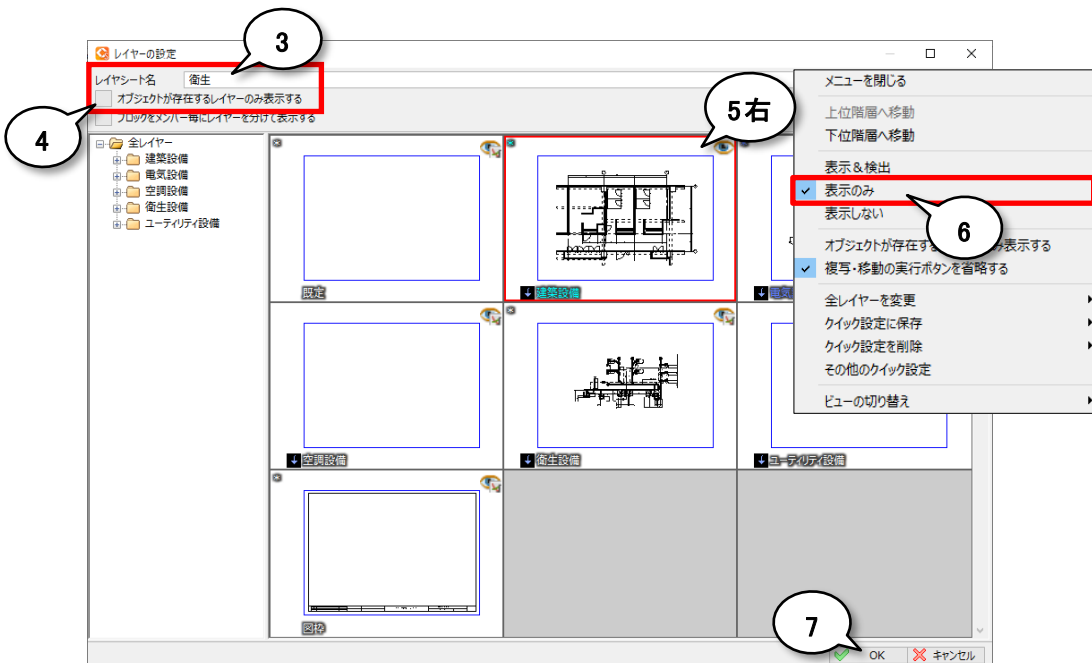 レイヤーの設定
3
レイヤシート名 衛生
オブジェクトが存在するレイヤーのみ表示する
ブロックをメンバー毎にレイヤーを分けて表示する
4
全レイヤー
建築設備
電気設備
空調設備
衛生設備
ユーティリティ設備
5右
既定
建築設備
空調設備
衛生設備
ユーティリティ設備
図枠
メニューを閉じる
上位階層へ移動
下位階層へ移動
表示&検出
表示のみ
表示しない
6
オブジェクトが存在する み表示する
複写・移動の実行ボタンを省略する
全レイヤーを変更
クイック設定に保存
クイック設定を削除
その他のクイック設定
ビューの切り替え
7
OK キャンセル